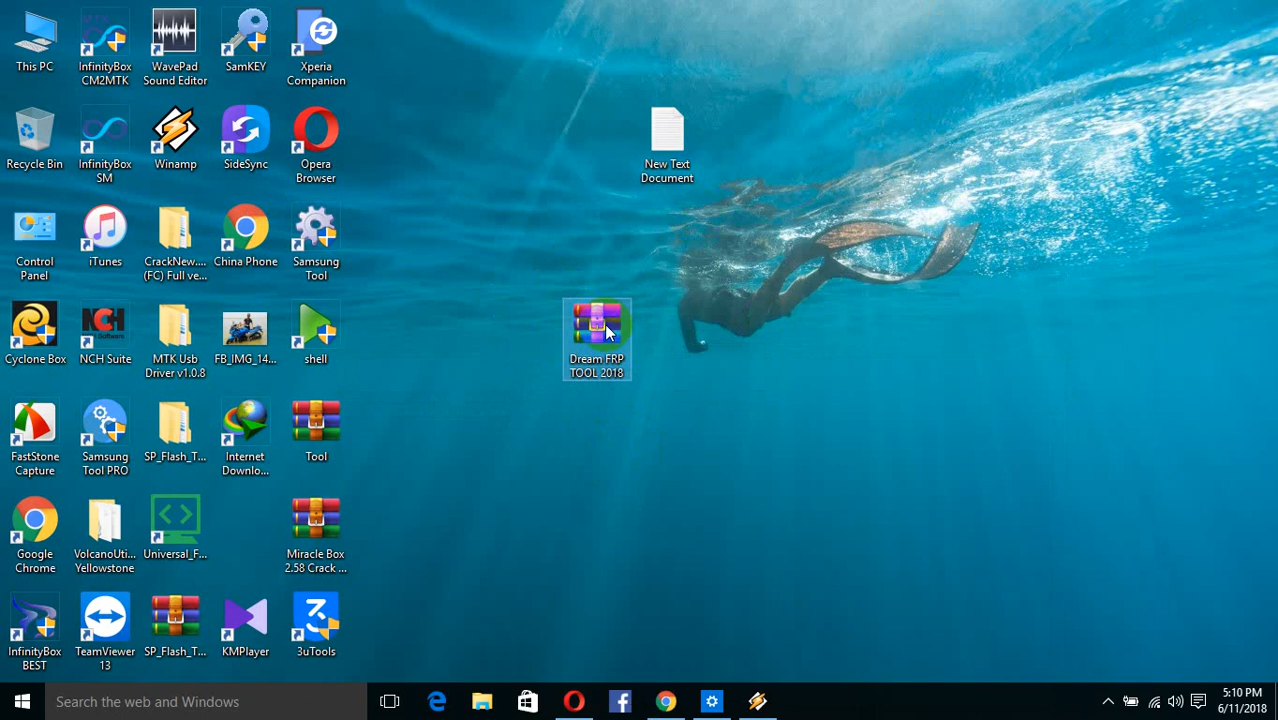 This PC
InfinityBox
CM2MTK
WavePad
Sound Editor
SamKEY
Xperia
Companion
Recycle Bin
InfinityBox
SM
Winamp
SideSync
Opera
Browser
New Text
Document
Control
Panel
iTunes
CrackNew....
(FC) Full ve...
China Phone
Samsung
Tool
Cyclone Box
NCH
Software
NCH Suite
MTK Usb
Driver v1.0.8
FB_IMG_14...
shell
Dream FRP
TOOL 2018
FastStone
Capture
Samsung
Tool PRO
SP_Flash_T...
Internet
Downlo...
Tool
Google
Chrome
VolcanoUti...
Yellowstone
Universal_F...
Miracle Box
2.58 Crack ...
InfinityBox
BEST
TeamViewer
13
SP_Flash_T...
KMPlayer
3uTools
Search the web and Windows
5:10 PM
6/11/2018